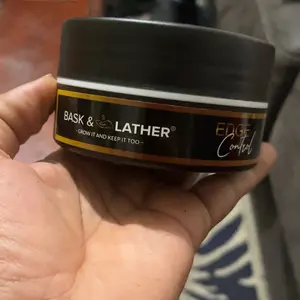 BASK & LATHER®
- GROW IT AND KEEP IT TOO -
EDGE
Control